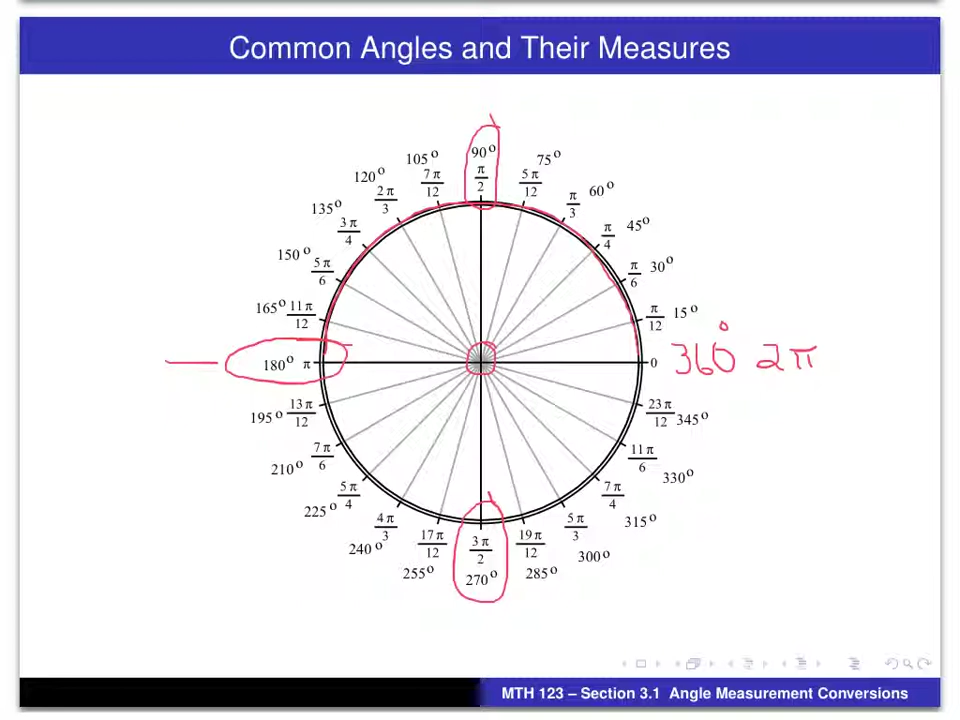 Common Angles and Their Measures
90°
π/2
105°
7π/12
75°
5π/12
120°
2π/3
60°
π/3
135°
3π/4
45°
π/4
150°
5π/6
30°
π/6
165° 11π/12
π/12 15°
180° π
0 360° 2π
195° 13π/12
23π/12 345°
210° 7π/6
11π/6 330°
225° 5π/4
7π/4 315°
240° 4π/3
5π/3 300°
255° 17π/12
19π/12 285°
3π/2
270°
MTH 123 – Section 3.1 Angle Measurement Conversions